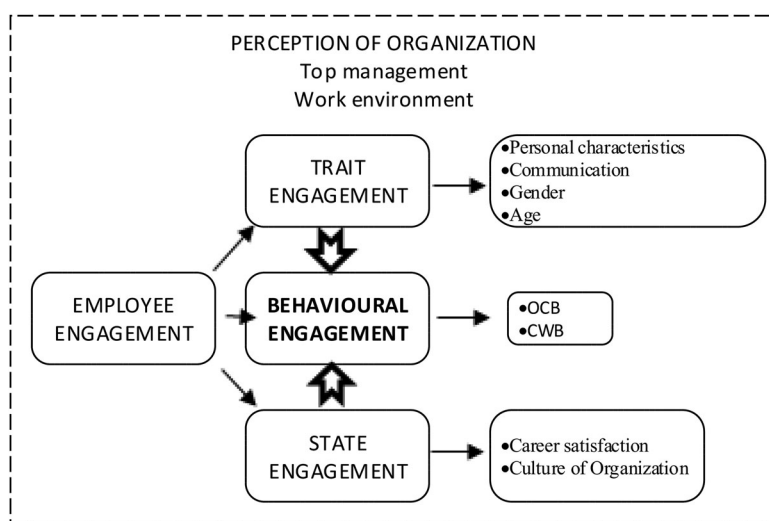 PERCEPTION OF ORGANIZATION
Top management
Work environment
TRAIT
ENGAGEMENT
•Personal characteristics
•Communication
•Gender
•Age
EMPLOYEE
ENGAGEMENT
BEHAVIOURAL
ENGAGEMENT
•OCB
•CWB
STATE
ENGAGEMENT
•Career satisfaction
•Culture of Organization